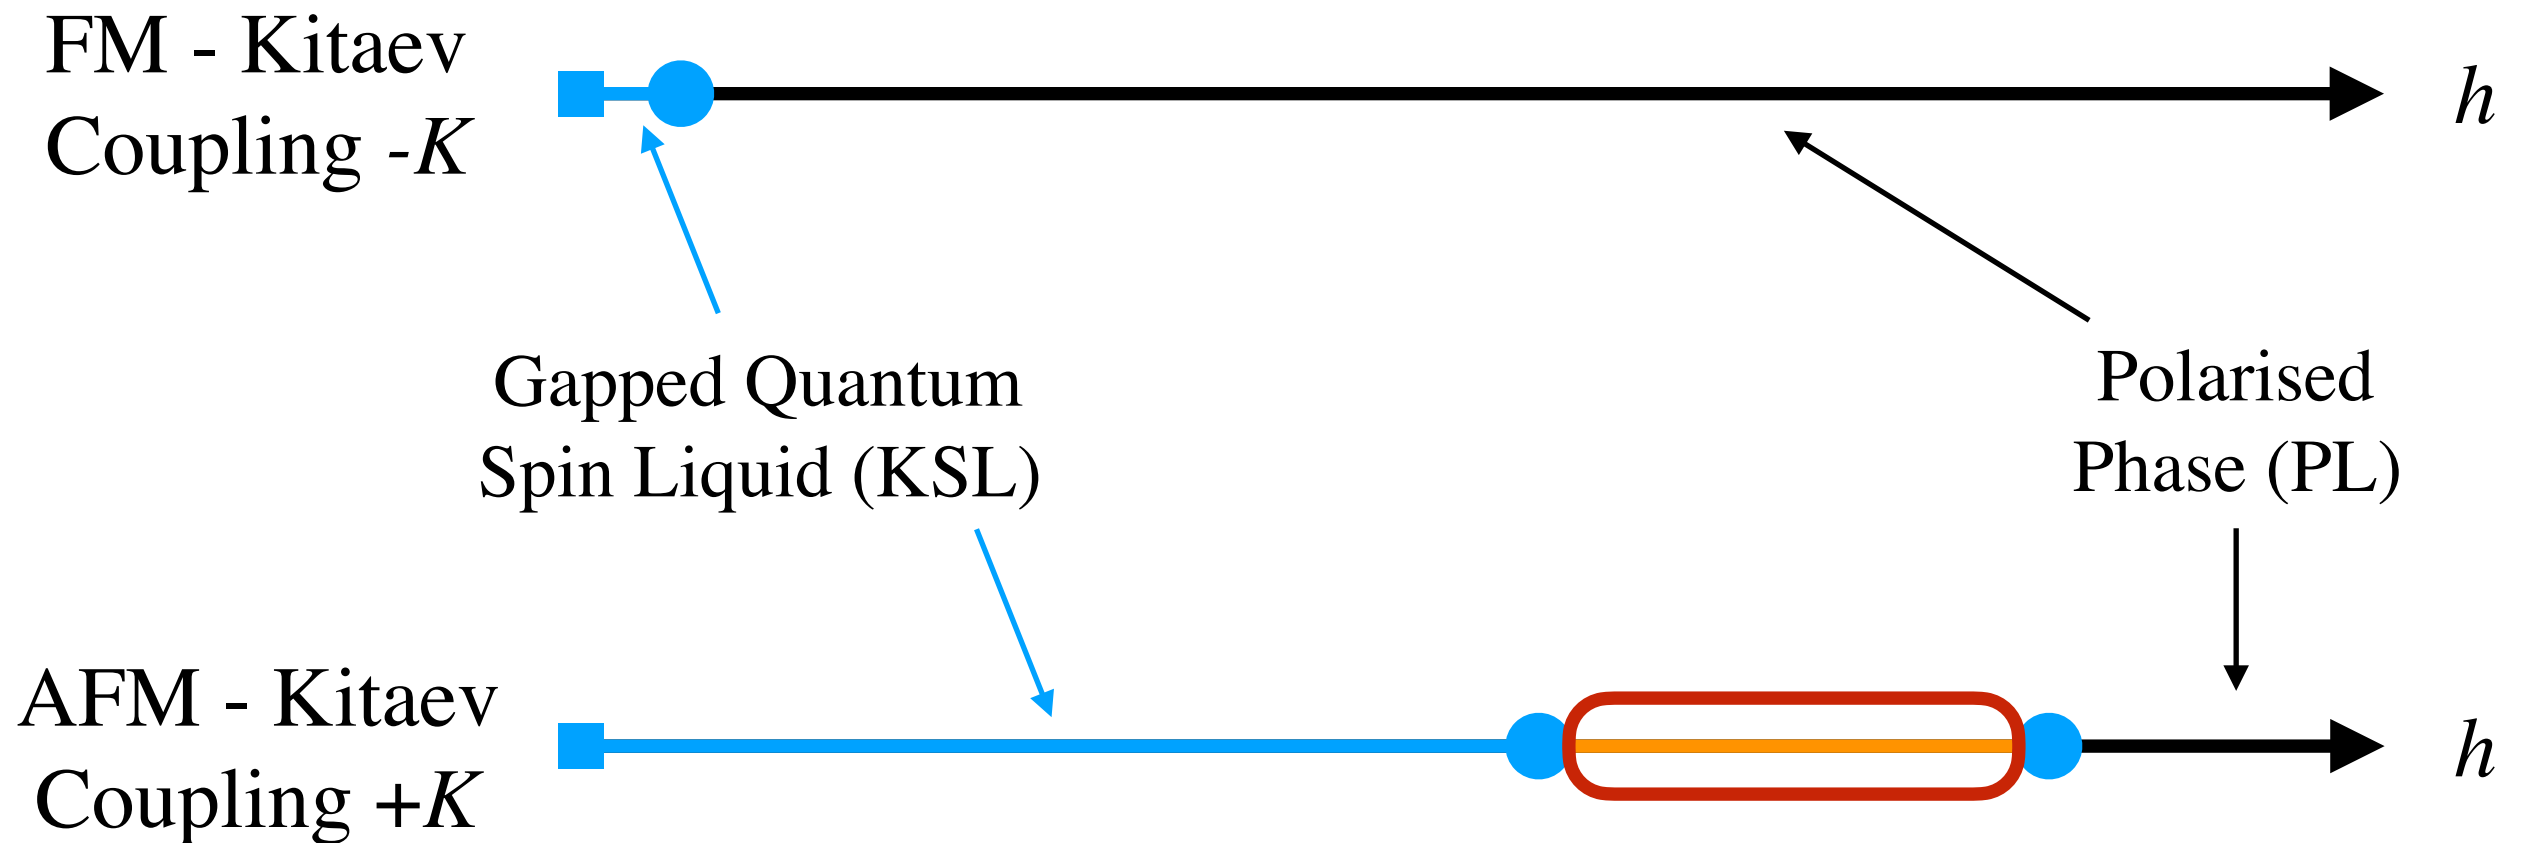 FM - Kitaev
Coupling -K
h
Gapped Quantum
Spin Liquid (KSL)
Polarised
Phase (PL)
AFM - Kitaev
Coupling +K
h